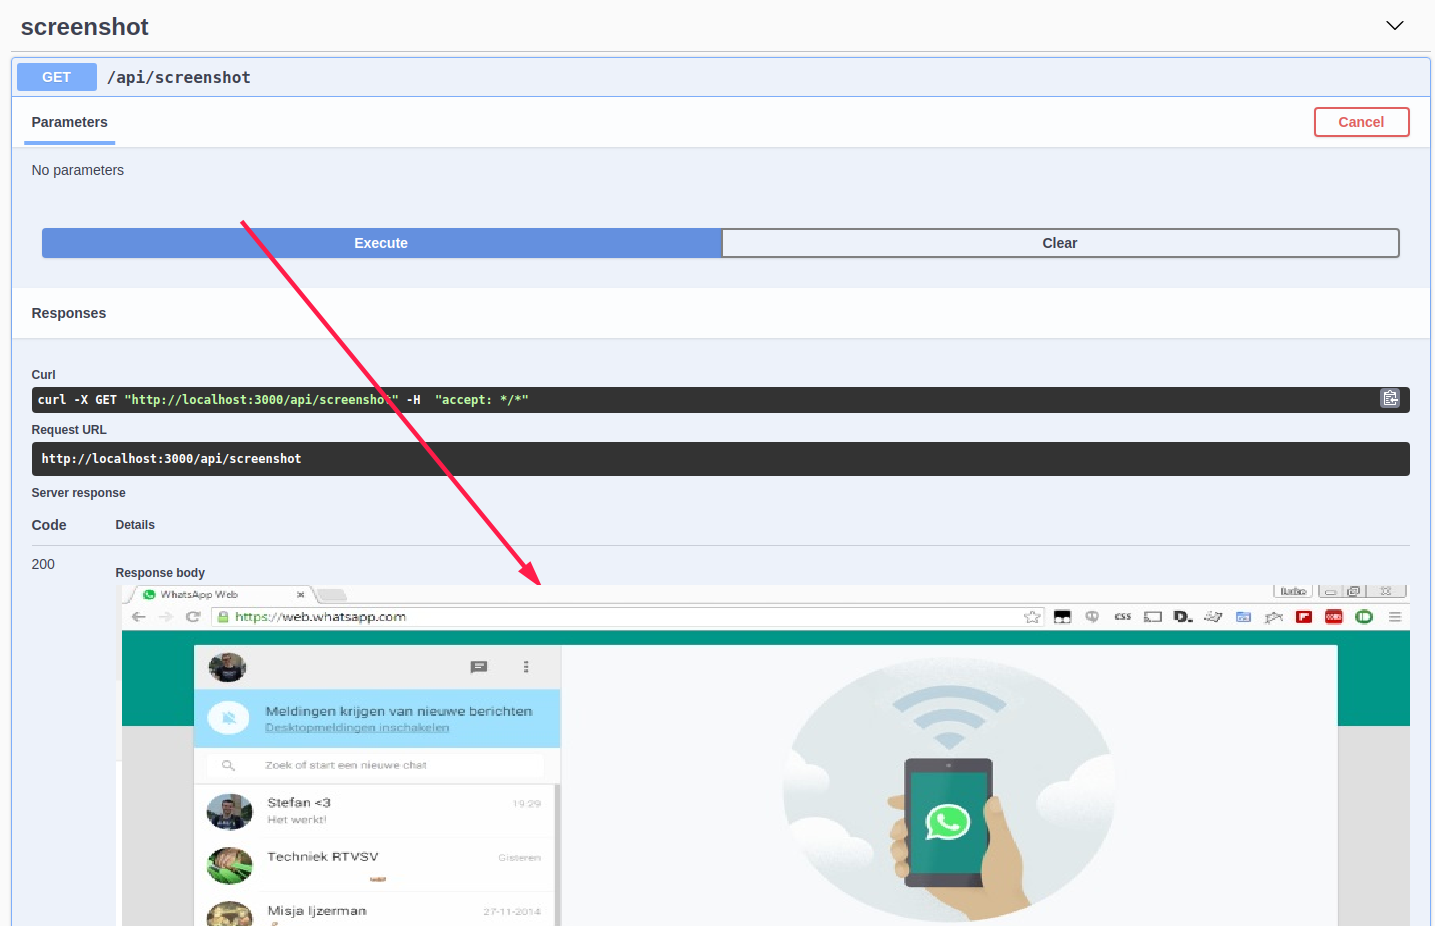 screenshot
GET /api/screenshot
Parameters
Cancel
No parameters
Execute
Clear
Responses
Curl
curl -X GET "http://localhost:3000/api/screenshot" -H  "accept: */*"
Request URL
http://localhost:3000/api/screenshot
Server response
Code Details
200
Response body
WhatsApp Web
https://web.whatsapp.com
css
Meldingen krijgen van nieuwe berichten
Desktopmeldingen inschakelen
Zoek of start een nieuwe chat
Stefan <3 19:29
Het werkt!
Techniek RTVSV Gisteren
Misja Ijzerman 27-11-2014